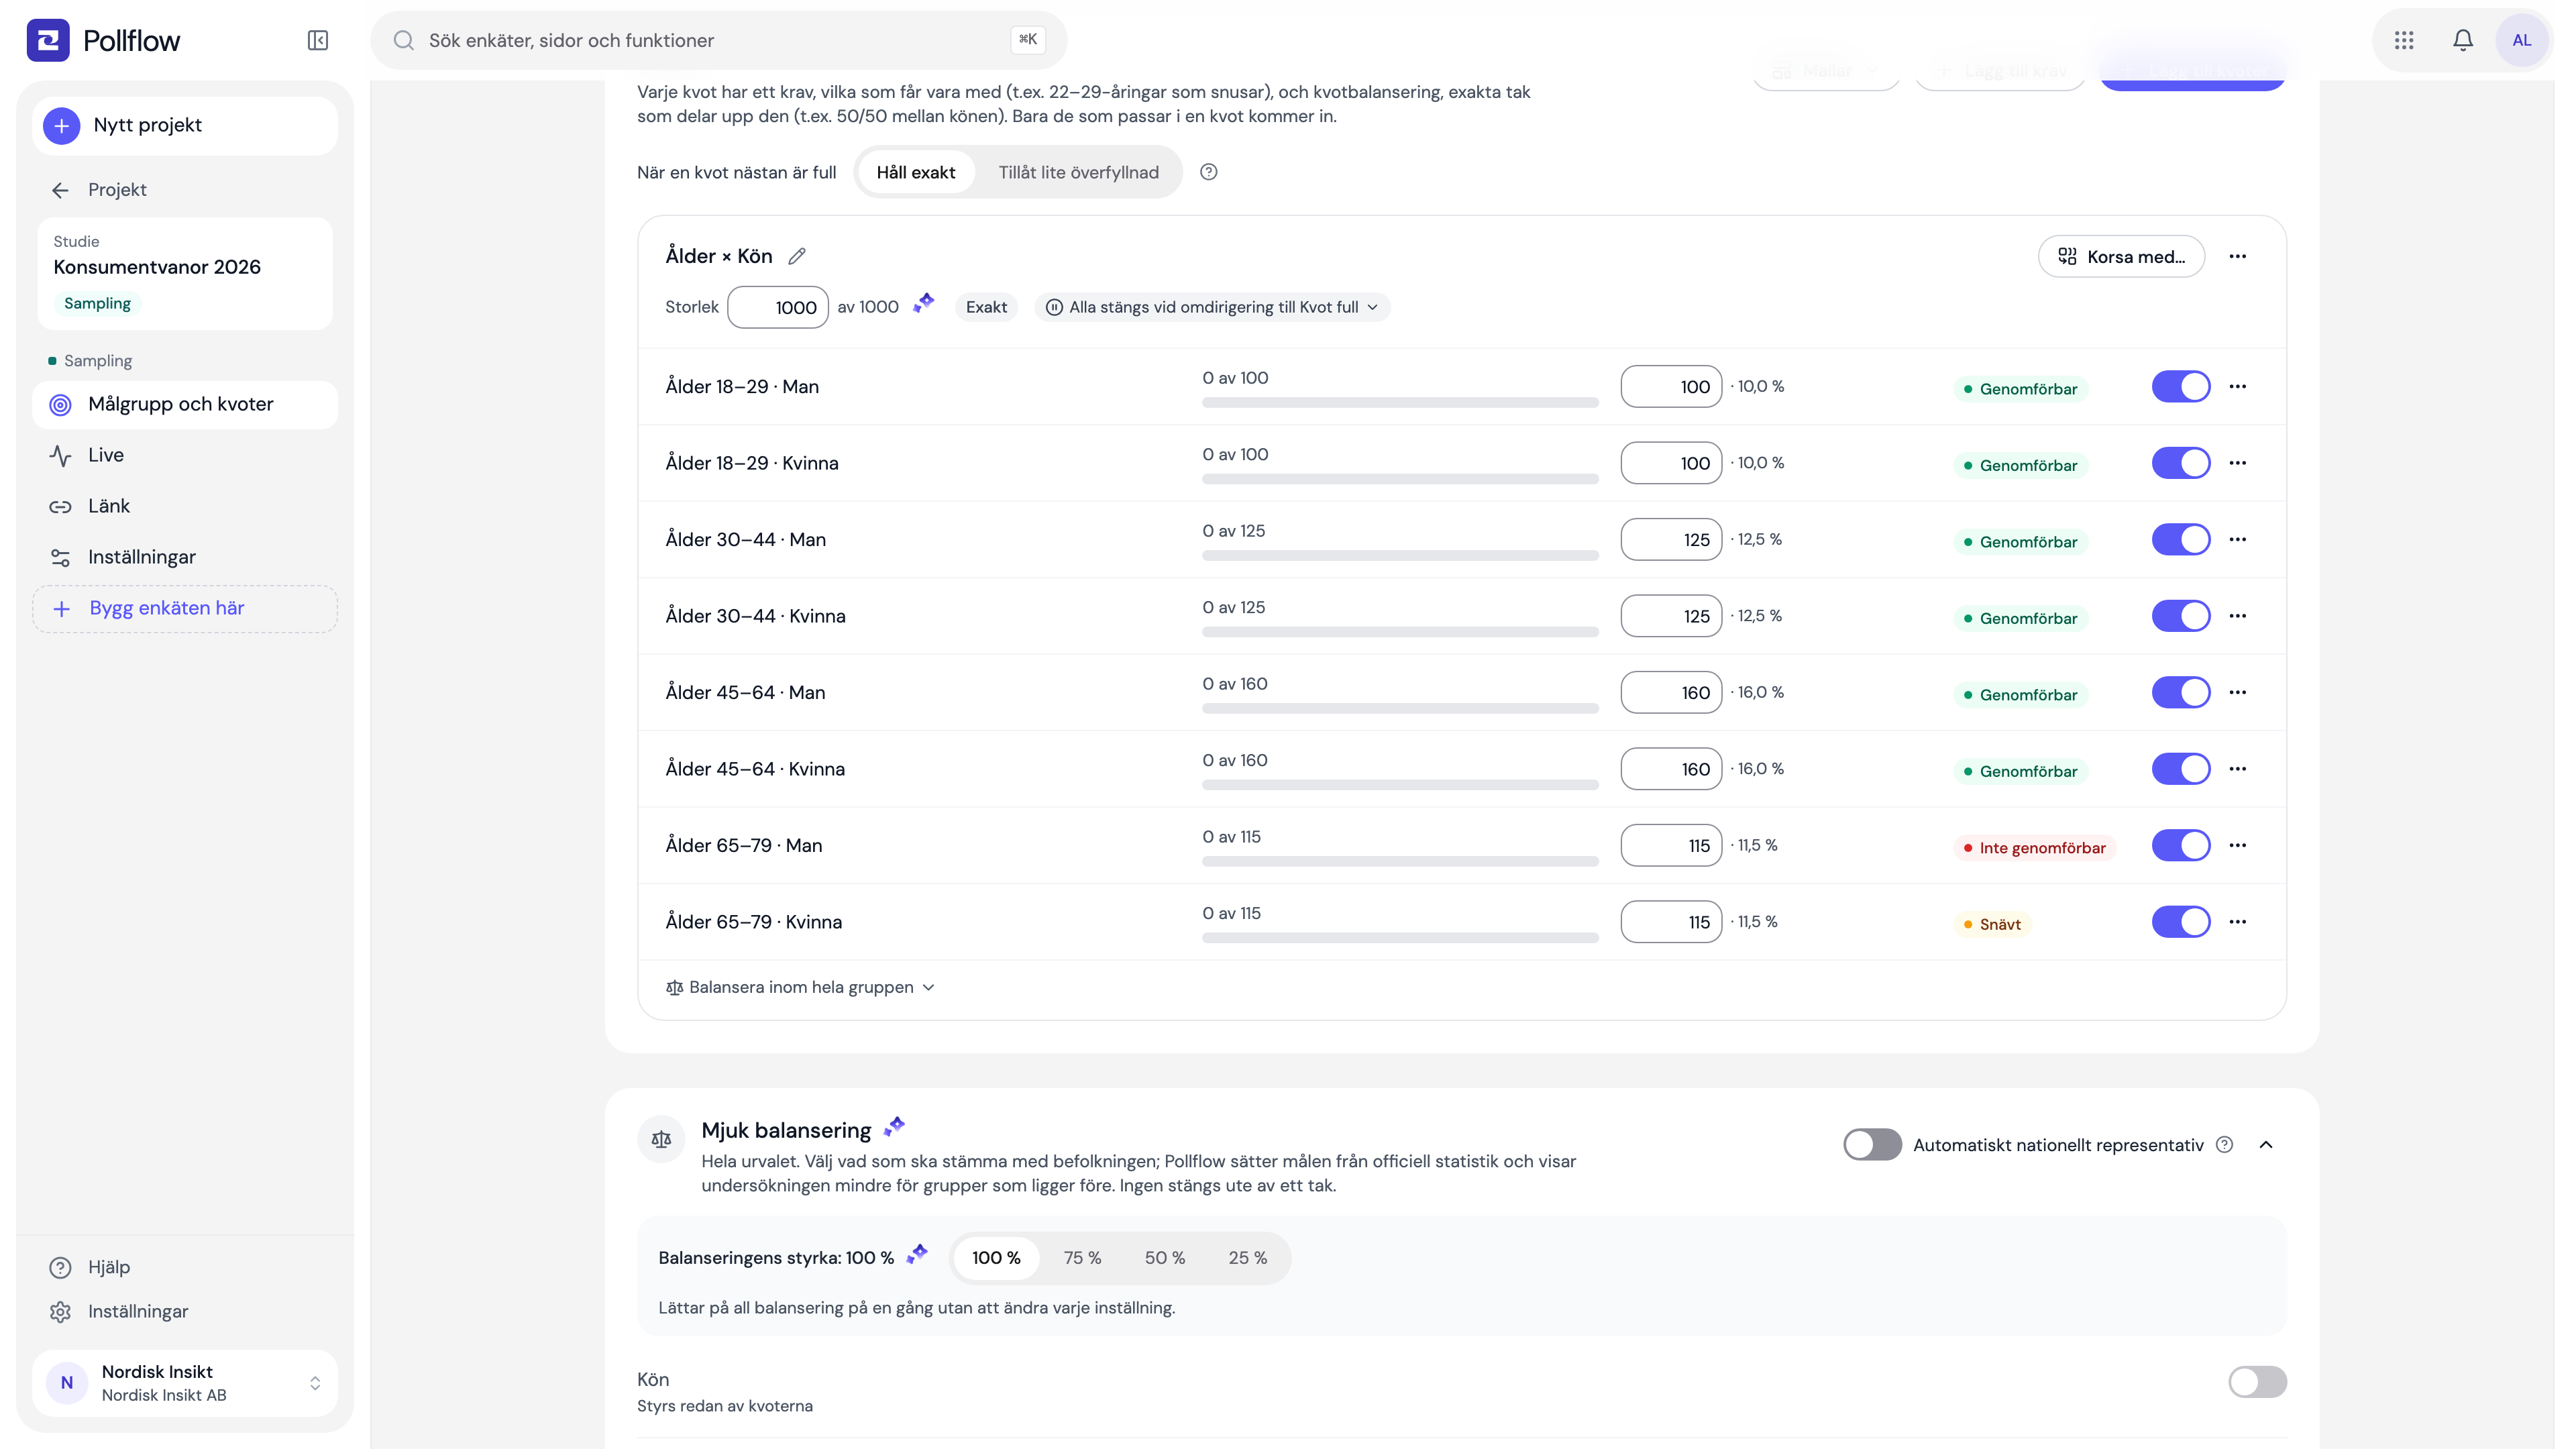 Pollflow
Sök enkäter, sidor och funktioner
⌘K
AL
Nytt projekt
Projekt
Studie
Konsumentvanor 2026
Sampling
Sampling
Målgrupp och kvoter
Live
Länk
Inställningar
Bygg enkäten här
Hjälp
Inställningar
N
Nordisk Insikt
Nordisk Insikt AB
Mallar
Lägg till krav
Varje kvot har ett krav, vilka som får vara med (t.ex. 22–29-åringar som snusar), och kvotbalansering, exakta tak
som delar upp den (t.ex. 50/50 mellan könen). Bara de som passar i en kvot kommer in.
När en kvot nästan är full
Håll exakt
Tillåt lite överfyllnad
Ålder × Kön
Korsa med...
Storlek 1000 av 1000
Exakt
Alla stängs vid omdirigering till Kvot full
Ålder 18–29 · Man
0 av 100
100 · 10,0 %
Genomförbar
Ålder 18–29 · Kvinna
0 av 100
100 · 10,0 %
Genomförbar
Ålder 30–44 · Man
0 av 125
125 · 12,5 %
Genomförbar
Ålder 30–44 · Kvinna
0 av 125
125 · 12,5 %
Genomförbar
Ålder 45–64 · Man
0 av 160
160 · 16,0 %
Genomförbar
Ålder 45–64 · Kvinna
0 av 160
160 · 16,0 %
Genomförbar
Ålder 65–79 · Man
0 av 115
115 · 11,5 %
Inte genomförbar
Ålder 65–79 · Kvinna
0 av 115
115 · 11,5 %
Snävt
Balansera inom hela gruppen
Mjuk balansering
Hela urvalet. Välj vad som ska stämma med befolkningen; Pollflow sätter målen från officiell statistik och visar
undersökningen mindre för grupper som ligger före. Ingen stängs ute av ett tak.
Automatiskt nationellt representativ
Balanseringens styrka: 100 %
100 %
75 %
50 %
25 %
Lättar på all balansering på en gång utan att ändra varje inställning.
Kön
Styrs redan av kvoterna